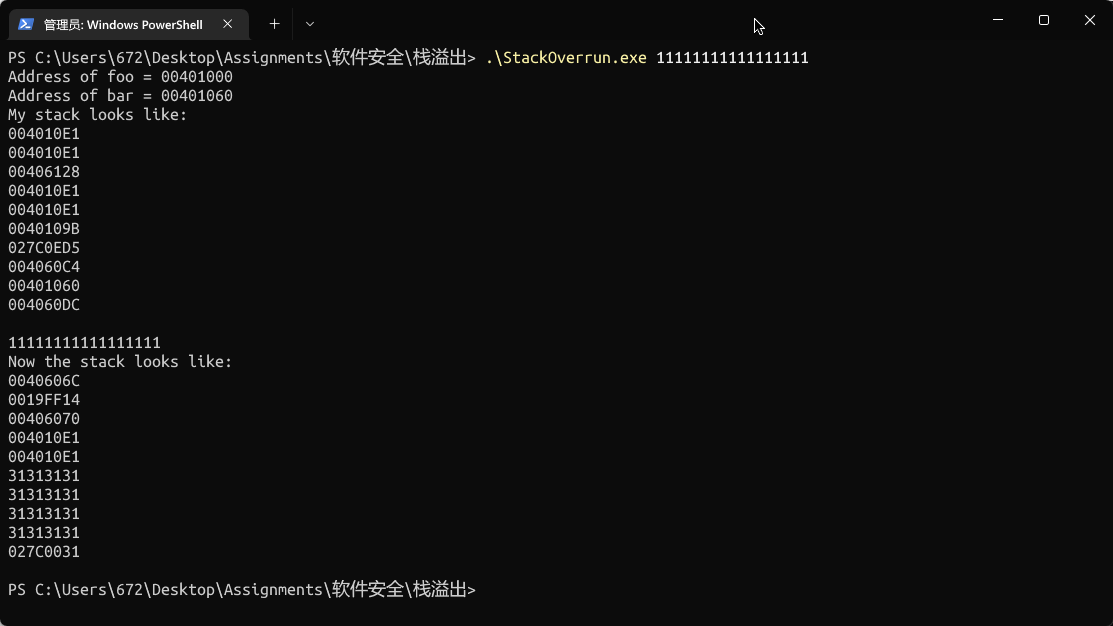 管理员: Windows PowerShell
PS C:\Users\672\Desktop\Assignments\软件安全\栈溢出> .\StackOverrun.exe 11111111111111111
Address of foo = 00401000
Address of bar = 00401060
My stack looks like:
004010E1
004010E1
00406128
004010E1
004010E1
0040109B
027C0ED5
004060C4
00401060
004060DC
11111111111111111
Now the stack looks like:
0040606C
0019FF14
00406070
004010E1
004010E1
31313131
31313131
31313131
31313131
027C0031
PS C:\Users\672\Desktop\Assignments\软件安全\栈溢出>